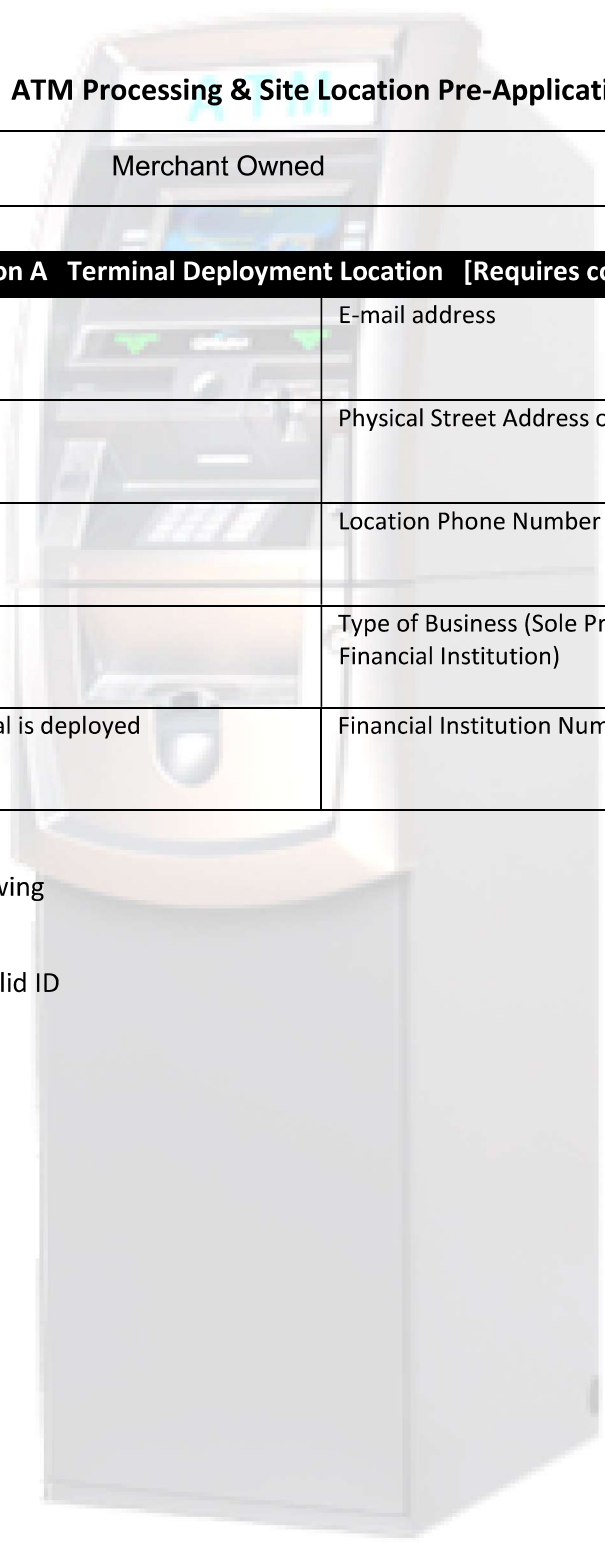 ATM
ATM Processing & Site Location Pre-Applicati
Merchant Owned
on A Terminal Deployment Location [Requires co
E-mail address
Physical Street Address o
Location Phone Number
Type of Business (Sole Pr
Financial Institution)
al is deployed
Financial Institution Num
wing
lid ID